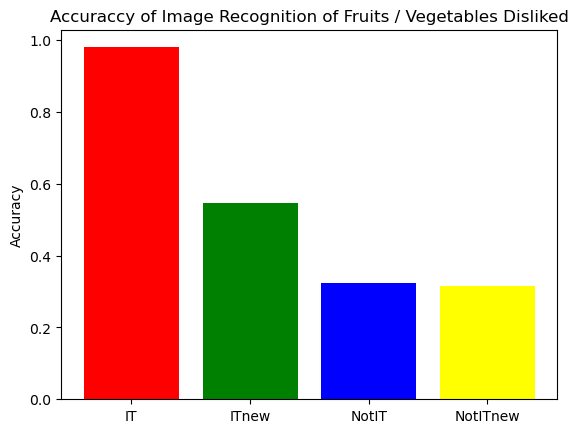 Accuraccy of Image Recognition of Fruits / Vegetables Disliked
1.0
0.8
0.6
0.4
0.2
0.0
Accuracy
IT ITnew NotIT NotITnew